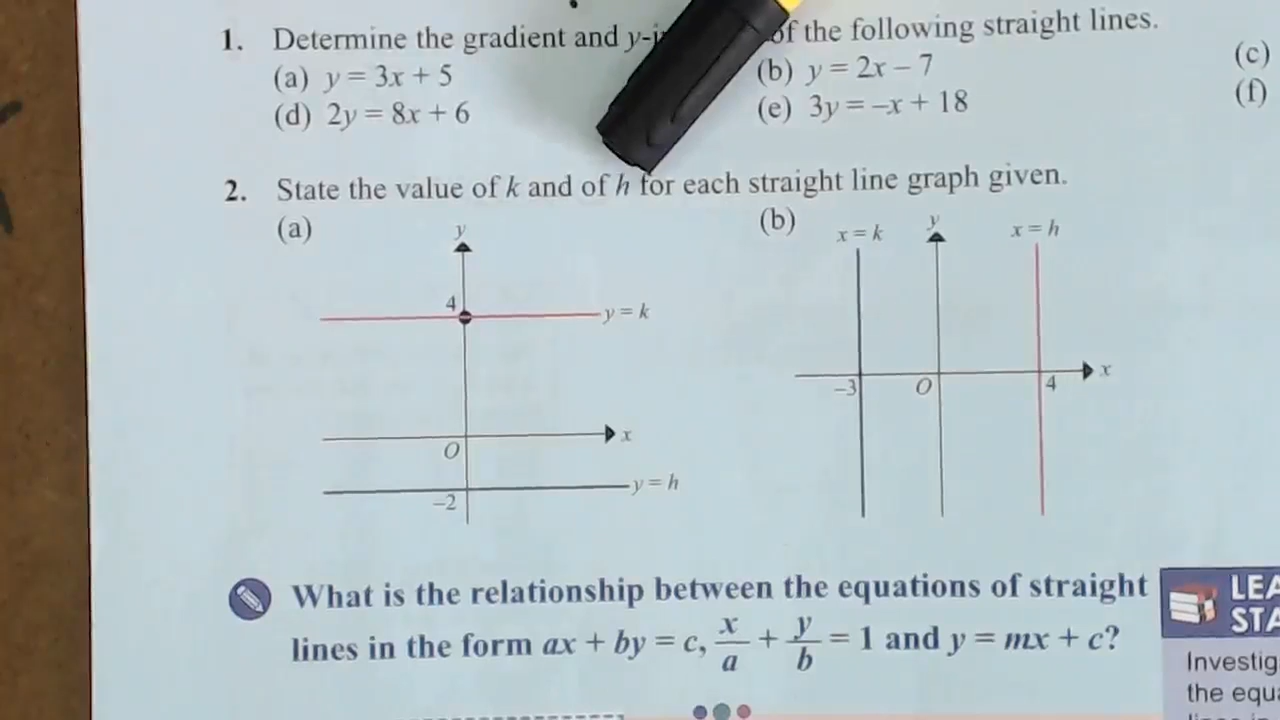 1. Determine the gradient and y-i of the following straight lines.
(a) y = 3x + 5
(b) y = 2x – 7
(c)
(d) 2y = 8x + 6
(e) 3y = –x + 18
(f)
2. State the value of k and of h for each straight line graph given.
(a)
y
4
y = k
x
O
–2
y = h
(b)
x = k
y
x = h
x
–3
O
4
What is the relationship between the equations of straight
lines in the form ax + by = c, x/a + y/b = 1 and y = mx + c?
LEA
STA
Investig
the equa